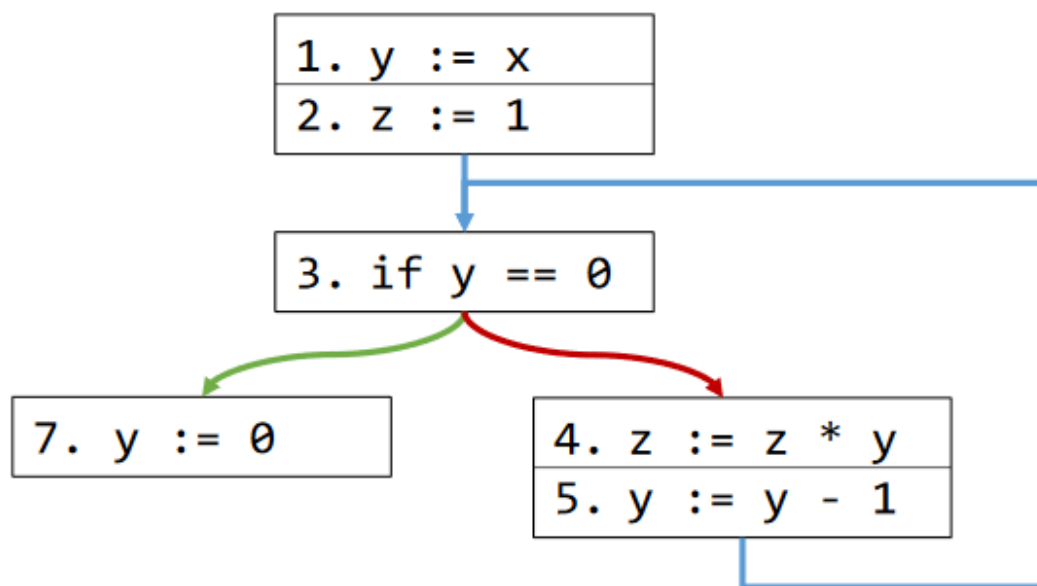 1. y := x
2. z := 1
3. if y == 0
7. y := 0
4. z := z * y
5. y := y - 1